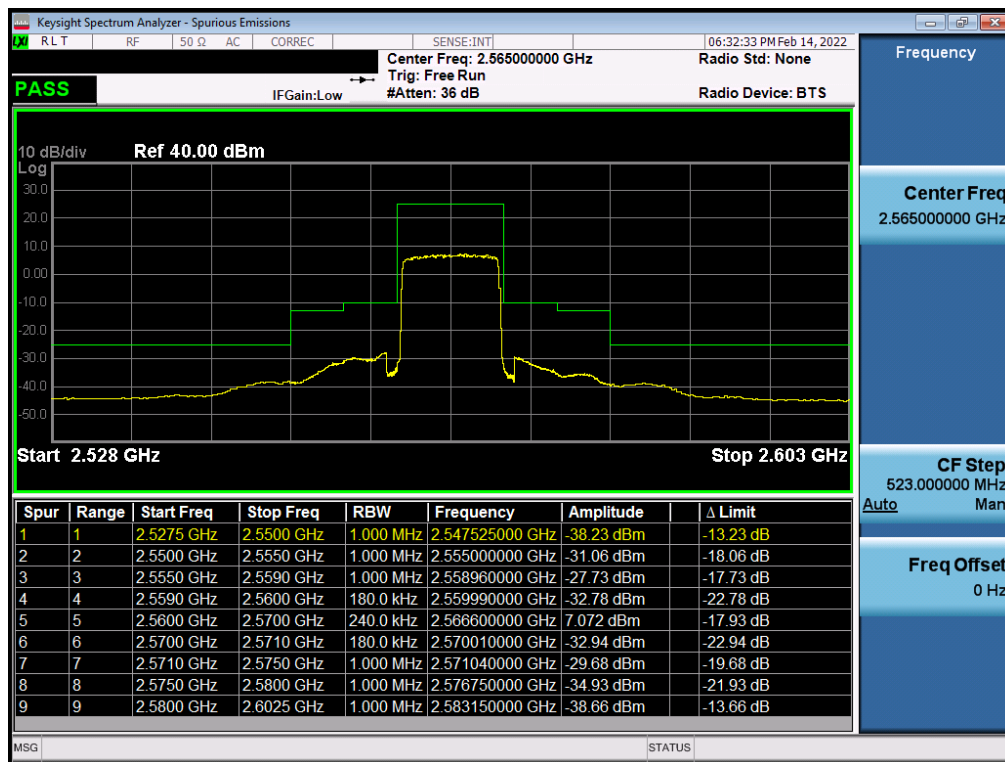 Keysight Spectrum Analyzer - Spurious Emissions
LXI RLT RF 50 Ω AC CORREC SENSE:INT 06:32:33 PM Feb 14, 2022
Center Freq: 2.565000000 GHz Radio Std: None
Trig: Free Run
PASS IFGain:Low #Atten: 36 dB Radio Device: BTS
Frequency
10 dB/div Ref 40.00 dBm
Log
30.0
20.0
10.0
0.00
-10.0
-20.0
-30.0
-40.0
-50.0
Start 2.528 GHz Stop 2.603 GHz
Center Freq
2.565000000 GHz
CF Step
523.000000 MHz
Auto Man
Freq Offset
0 Hz
Spur Range Start Freq Stop Freq RBW Frequency Amplitude Δ Limit
1 1 2.5275 GHz 2.5500 GHz 1.000 MHz 2.547525000 GHz -38.23 dBm -13.23 dB
2 2 2.5500 GHz 2.5550 GHz 1.000 MHz 2.555000000 GHz -31.06 dBm -18.06 dB
3 3 2.5550 GHz 2.5590 GHz 1.000 MHz 2.558960000 GHz -27.73 dBm -17.73 dB
4 4 2.5590 GHz 2.5600 GHz 180.0 kHz 2.559990000 GHz -32.78 dBm -22.78 dB
5 5 2.5600 GHz 2.5700 GHz 240.0 kHz 2.566600000 GHz 7.072 dBm -17.93 dB
6 6 2.5700 GHz 2.5710 GHz 180.0 kHz 2.570010000 GHz -32.94 dBm -22.94 dB
7 7 2.5710 GHz 2.5750 GHz 1.000 MHz 2.571040000 GHz -29.68 dBm -19.68 dB
8 8 2.5750 GHz 2.5800 GHz 1.000 MHz 2.576750000 GHz -34.93 dBm -21.93 dB
9 9 2.5800 GHz 2.6025 GHz 1.000 MHz 2.583150000 GHz -38.66 dBm -13.66 dB
MSG STATUS